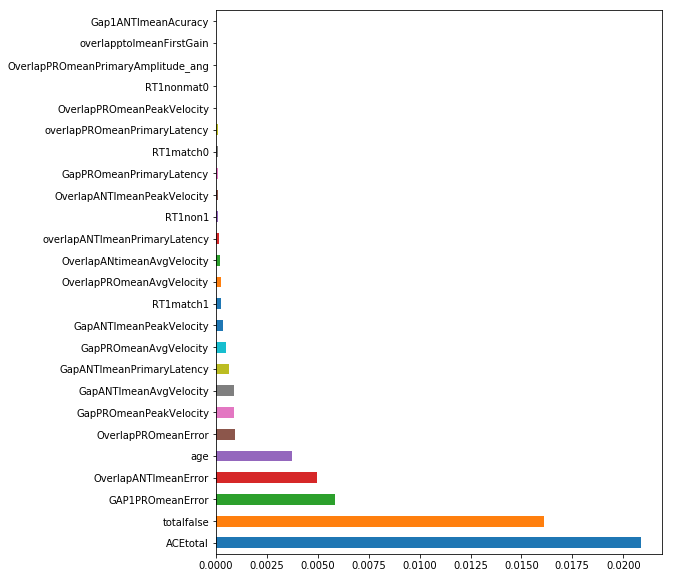 Gap1ANTImeanAcuracy
overlapptoImeanFirstGain
OverlapPROmeanPrimaryAmplitude_ang
RT1nonmat0
OverlapPROmeanPeakVelocity
overlapPROmeanPrimaryLatency
RT1match0
GapPROmeanPrimaryLatency
OverlapANTImeanPeakVelocity
RT1non1
overlapANTImeanPrimaryLatency
OverlapANtimeanAvgVelocity
OverlapPROmeanAvgVelocity
RT1match1
GapANTImeanPeakVelocity
GapPROmeanAvgVelocity
GapANTImeanPrimaryLatency
GapANTImeanAvgVelocity
GapPROmeanPeakVelocity
OverlapPROmeanError
age
OverlapANTImeanError
GAP1PROmeanError
totalfalse
ACEtotal
0.0000 0.0025 0.0050 0.0075 0.0100 0.0125 0.0150 0.0175 0.0200